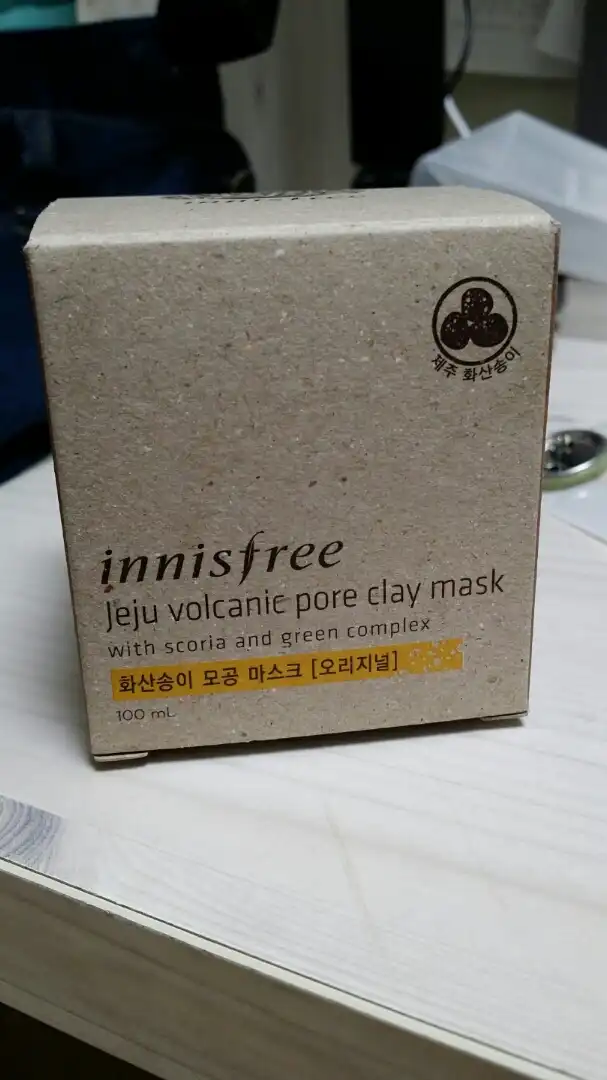 제주 화산송이
innisfree
Jeju volcanic pore clay mask
with scoria and green complex
화산송이 모공 마스크 [오리지널]
100 mL